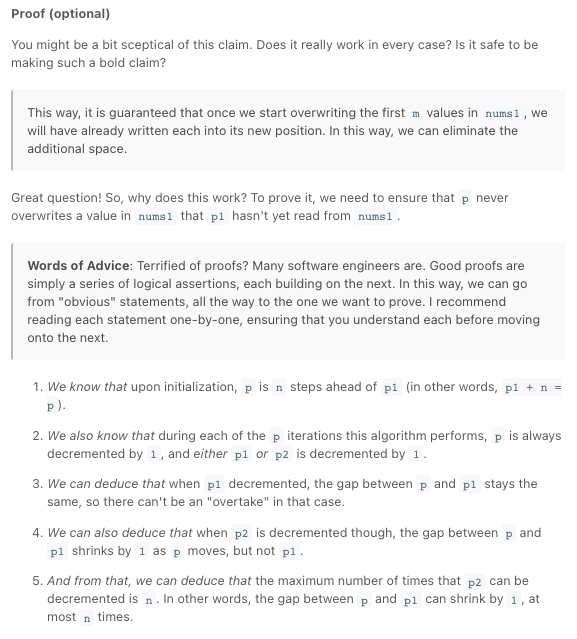 Proof (optional)
You might be a bit sceptical of this claim. Does it really work in every case? Is it safe to be
making such a bold claim?
This way, it is guaranteed that once we start overwriting the first m values in nums1 , we
will have already written each into its new position. In this way, we can eliminate the
additional space.
Great question! So, why does this work? To prove it, we need to ensure that p never
overwrites a value in nums1 that p1 hasn't yet read from nums1 .
Words of Advice: Terrified of proofs? Many software engineers are. Good proofs are
simply a series of logical assertions, each building on the next. In this way, we can go
from "obvious" statements, all the way to the one we want to prove. I recommend
reading each statement one-by-one, ensuring that you understand each before moving
onto the next.
1. We know that upon initialization, p is n steps ahead of p1 (in other words, p1 + n =
p ).
2. We also know that during each of the p iterations this algorithm performs, p is always
decremented by 1 , and either p1 or p2 is decremented by 1 .
3. We can deduce that when p1 decremented, the gap between p and p1 stays the
same, so there can't be an "overtake" in that case.
4. We can also deduce that when p2 is decremented though, the gap between p and
p1 shrinks by 1 as p moves, but not p1 .
5. And from that, we can deduce that the maximum number of times that p2 can be
decremented is n . In other words, the gap between p and p1 can shrink by 1 , at
most n times.